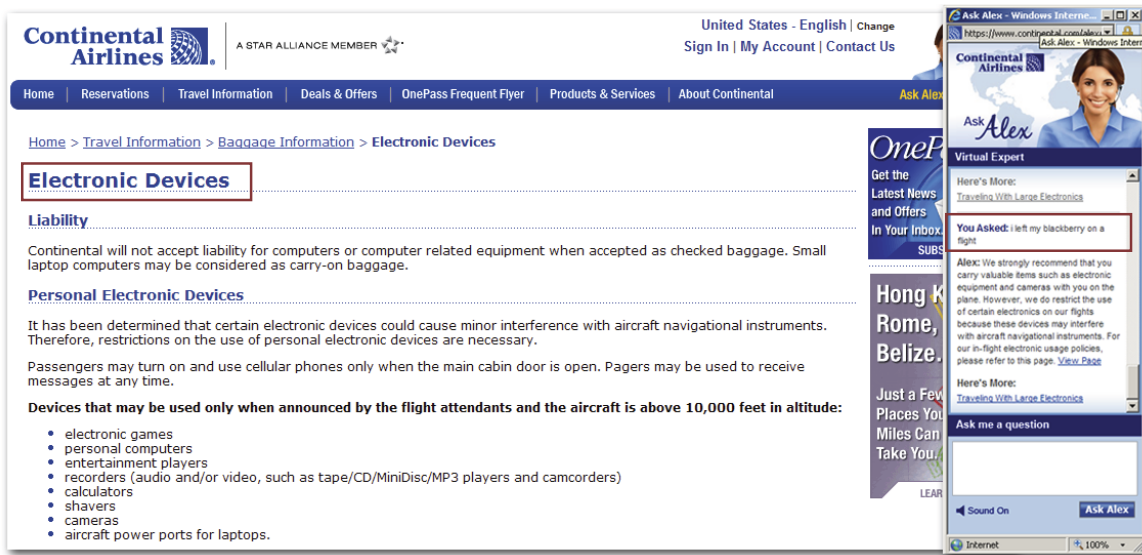 Continental
Airlines
A STAR ALLIANCE MEMBER
United States - English | Change
Sign In | My Account | Contact Us
Home | Reservations | Travel Information | Deals & Offers | OnePass Frequent Flyer | Products & Services | About Continental
Ask Alex
Home > Travel Information > Baggage Information > Electronic Devices
Electronic Devices
Liability
Continental will not accept liability for computers or computer related equipment when accepted as checked baggage. Small
laptop computers may be considered as carry-on baggage.
Personal Electronic Devices
It has been determined that certain electronic devices could cause minor interference with aircraft navigational instruments.
Therefore, restrictions on the use of personal electronic devices are necessary.
Passengers may turn on and use cellular phones only when the main cabin door is open. Pagers may be used to receive
messages at any time.
Devices that may be used only when announced by the flight attendants and the aircraft is above 10,000 feet in altitude:
• electronic games
• personal computers
• entertainment players
• recorders (audio and/or video, such as tape/CD/MiniDisc/MP3 players and camcorders)
• calculators
• shavers
• cameras
• aircraft power ports for laptops.
OneP
Get the
Latest News
and Offers
In Your Inbox.
SUBS
Hong K
Rome,
Belize.
Just a Few
Places You
Miles Can
Take You.
LEAR
Ask Alex - Windows Interne...
https://www.continental.com/alex
Ask Alex - Windows Inter
Continental
Airlines
Ask Alex
Virtual Expert
Here's More:
Traveling With Large Electronics
You Asked: i left my blackberry on a
flight
Alex: We strongly recommend that you
carry valuable items such as electronic
equipment and cameras with you on the
plane. However, we do restrict the use
of certain electronics on our flights
because these devices may interfere
with aircraft navigational instruments. For
our in-flight electronic usage policies,
please refer to this page. View Page
Here's More:
Traveling With Large Electronics
Ask me a question
Sound On
Ask Alex
Internet
100%